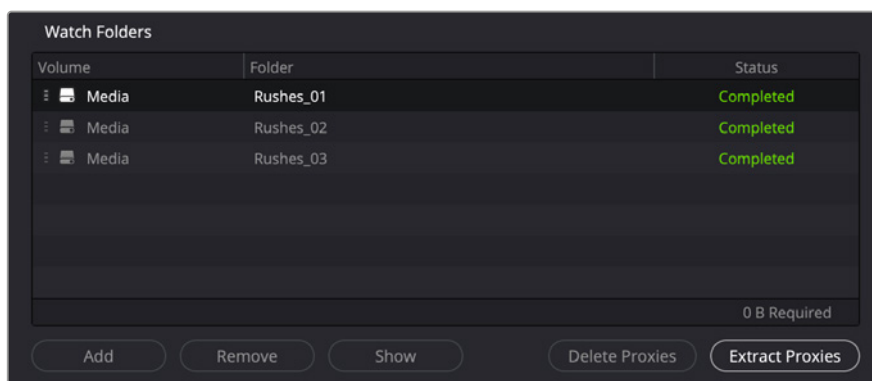 Watch Folders
Volume Folder Status
Media Rushes_01 Completed
Media Rushes_02 Completed
Media Rushes_03 Completed
0 B Required
Add Remove Show Delete Proxies Extract Proxies